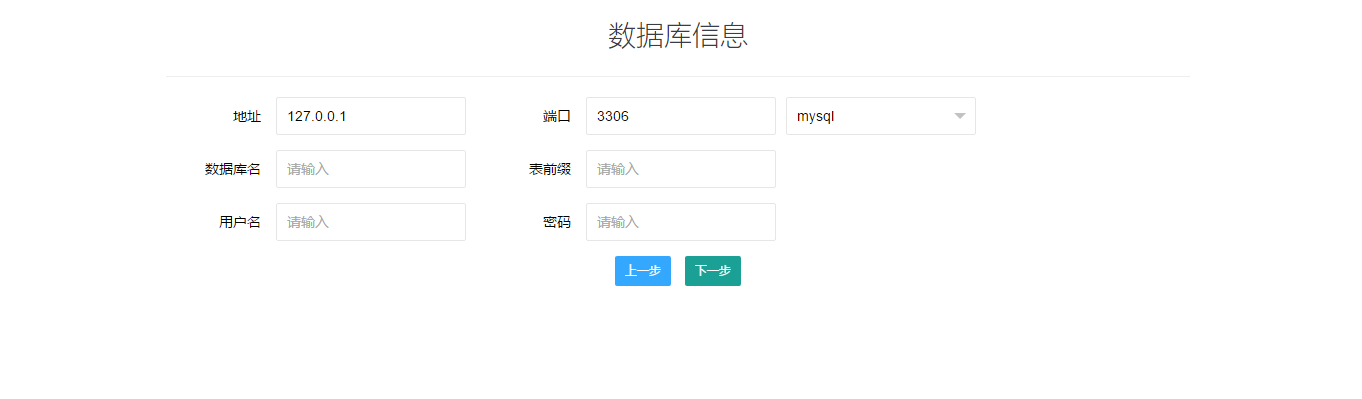 数据库信息
地址 127.0.0.1 端口 3306 mysql
数据库名 请输入 表前缀 请输入
用户名 请输入 密码 请输入
上一步 下一步